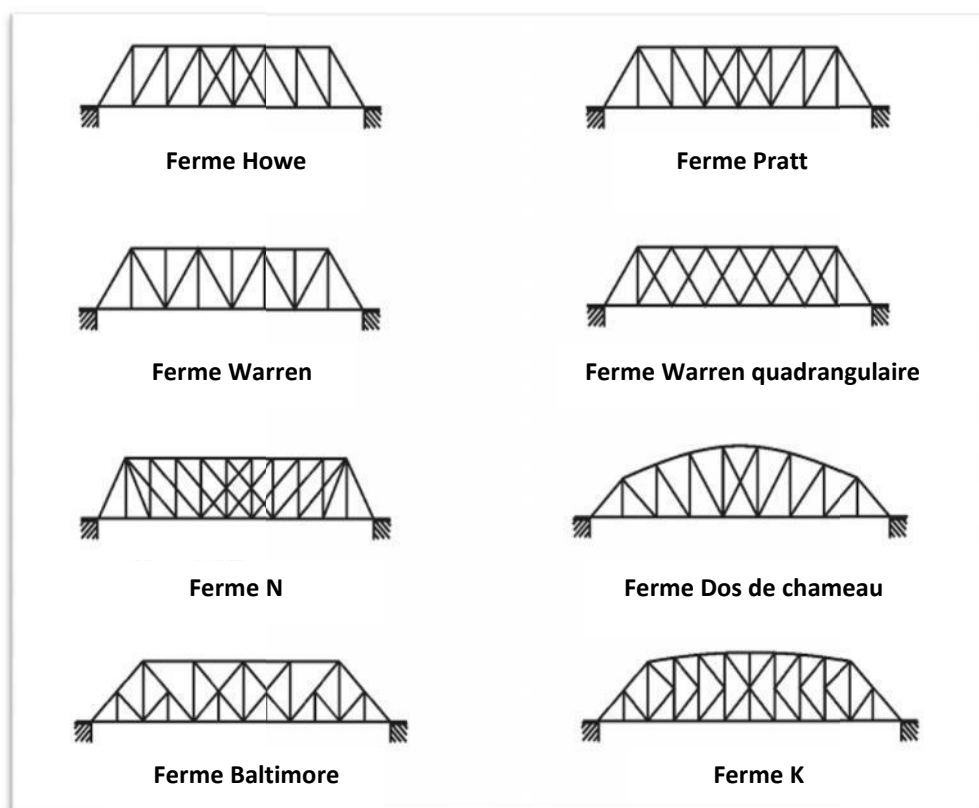 Ferme Howe
Ferme Pratt
Ferme Warren
Ferme Warren quadrangulaire
Ferme N
Ferme Dos de chameau
Ferme Baltimore
Ferme K